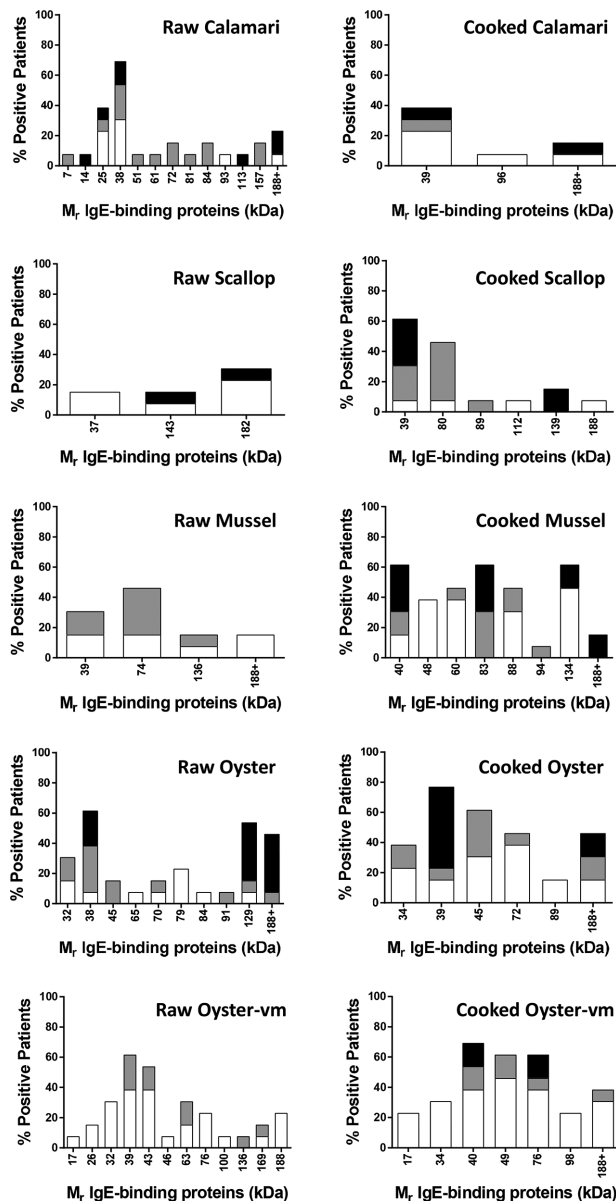 Raw Calamari
% Positive Patients
100
80
60
40
20
0
7 14 25 38 51 61 72 81 84 93 113 157 188+
Mr IgE-binding proteins (kDa)
Cooked Calamari
% Positive Patients
100
80
60
40
20
0
39 96 188+
Mr IgE-binding proteins (kDa)
Raw Scallop
% Positive Patients
100
80
60
40
20
0
37 143 182
Mr IgE-binding proteins (kDa)
Cooked Scallop
% Positive Patients
100
80
60
40
20
0
39 80 89 112 139 188
Mr IgE-binding proteins (kDa)
Raw Mussel
% Positive Patients
100
80
60
40
20
0
39 74 136 188+
Mr IgE-binding proteins (kDa)
Cooked Mussel
% Positive Patients
100
80
60
40
20
0
40 48 60 83 88 94 134 188+
Mr IgE-binding proteins (kDa)
Raw Oyster
% Positive Patients
100
80
60
40
20
0
32 38 45 65 70 79 84 91 129 188+
Mr IgE-binding proteins (kDa)
Cooked Oyster
% Positive Patients
100
80
60
40
20
0
34 39 45 72 89 188+
Mr IgE-binding proteins (kDa)
Raw Oyster-vm
% Positive Patients
100
80
60
40
20
0
17 26 32 39 43 46 63 76 100 136 169 188
Mr IgE-binding proteins (kDa)
Cooked Oyster-vm
% Positive Patients
100
80
60
40
20
0
17 34 40 49 76 98 188+
Mr IgE-binding proteins (kDa)